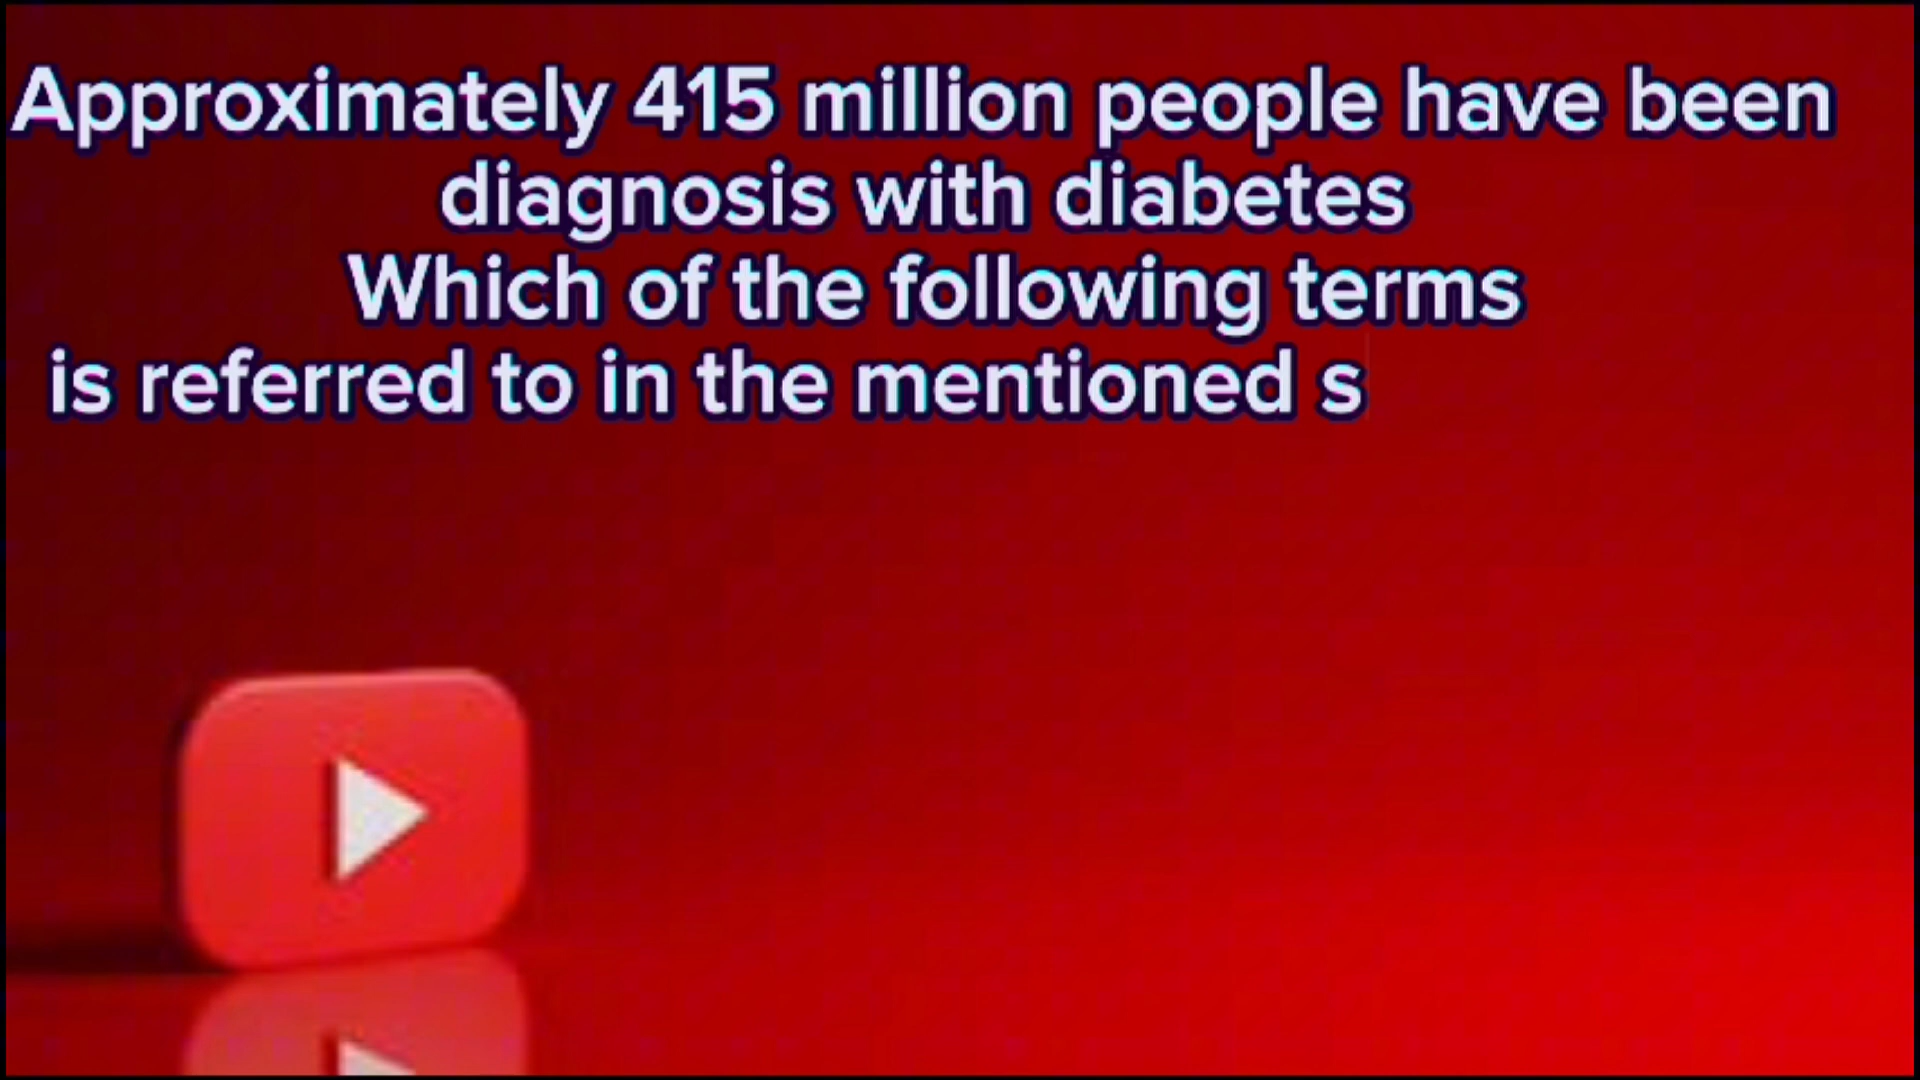 Approximately 415 million people have been
diagnosis with diabetes
Which of the following terms
is referred to in the mentioned s